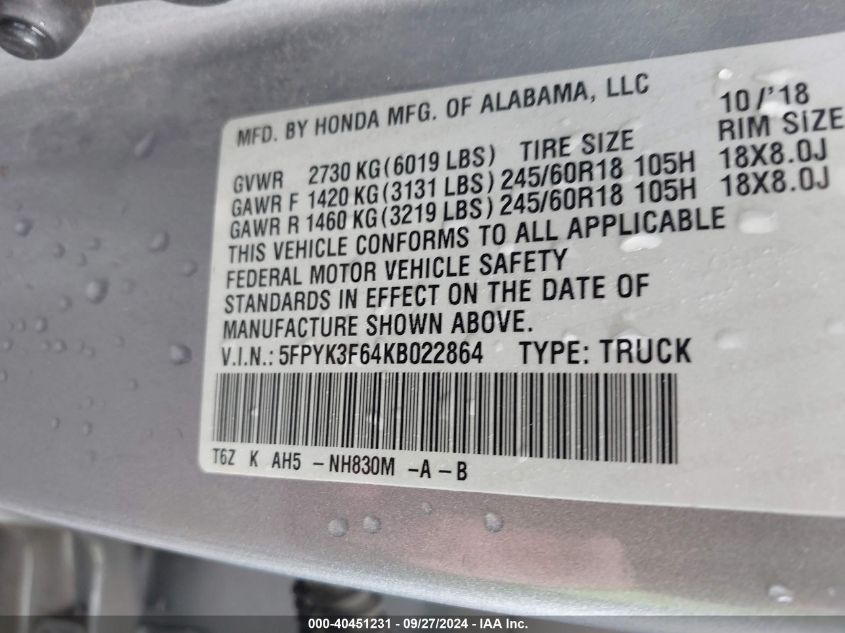 MFD. BY HONDA MFG. OF ALABAMA, LLC 10/'18
GVWR 2730 KG(6019 LBS) TIRE SIZE RIM SIZE
GAWR F 1420 KG(3131 LBS) 245/60R18 105H 18X8.0J
GAWR R 1460 KG(3219 LBS) 245/60R18 105H 18X8.0J
THIS VEHICLE CONFORMS TO ALL APPLICABLE
FEDERAL MOTOR VEHICLE SAFETY
STANDARDS IN EFFECT ON THE DATE OF
MANUFACTURE SHOWN ABOVE.
V.I.N.: 5FPYK3F64KB022864 TYPE: TRUCK
T6Z K AH5 -NH830M -A-B
000-40451231 - 09/27/2024 - IAA Inc.